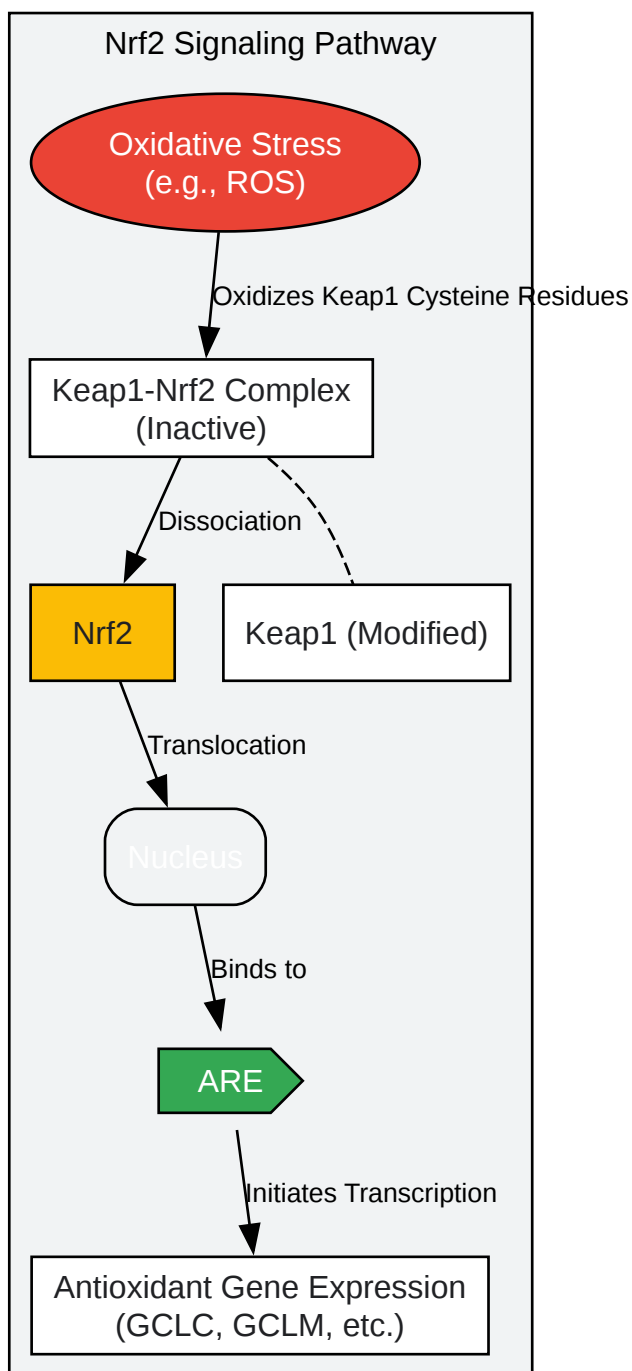 Nrf2 Signaling Pathway
Oxidative Stress
(e.g., ROS)
Oxidizes Keap1 Cysteine Residues
Keap1-Nrf2 Complex
(Inactive)
Dissociation
Nrf2
Keap1 (Modified)
Translocation
Nucleus
Binds to
ARE
Initiates Transcription
Antioxidant Gene Expression
(GCLC, GCLM, etc.)